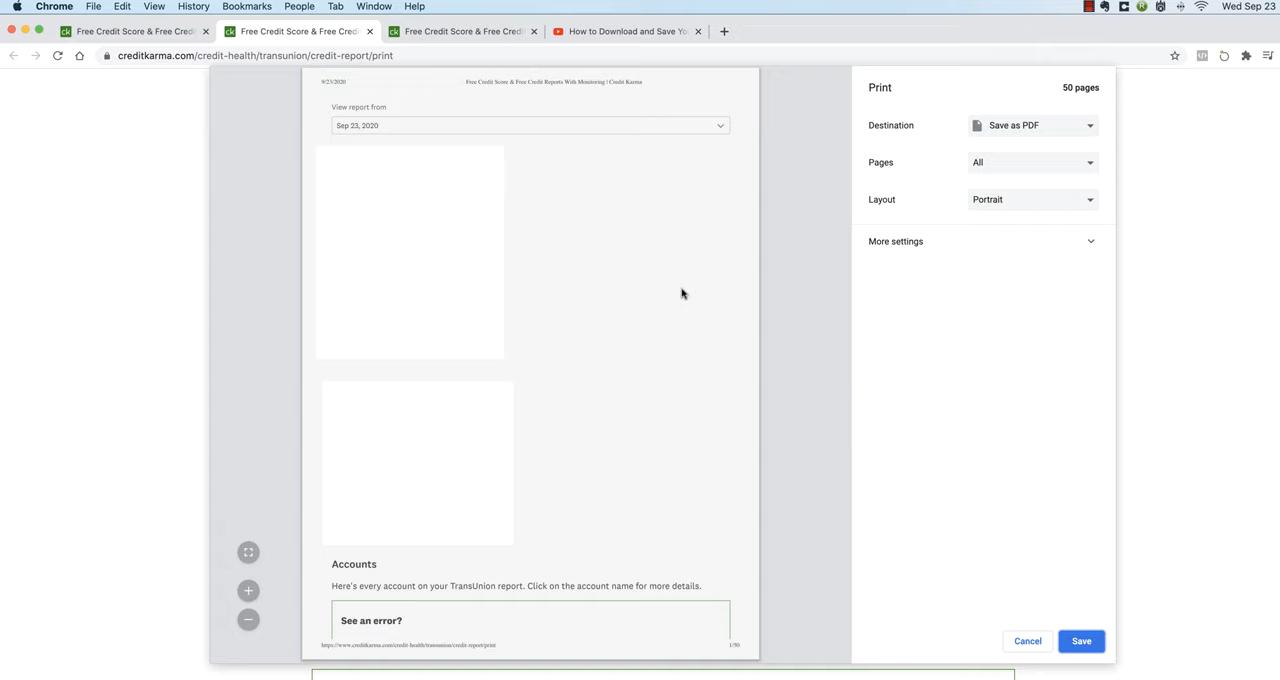 Chrome File Edit View History Bookmarks People Tab Window Help Wed Sep 23
ck Free Credit Score & Free Credi ck Free Credit Score & Free Cred ck Free Credit Score & Free Credi How to Download and Save Yo
creditkarma.com/credit-health/transunion/credit-report/print
9/23/2020 Free Credit Score & Free Credit Reports With Monitoring | Credit Karma
View report from
Sep 23, 2020
Accounts
Here's every account on your TransUnion report. Click on the account name for more details.
See an error?
https://www.creditkarma.com/credit-health/transunion/credit-report/print 1/50
Print 50 pages
Destination Save as PDF
Pages All
Layout Portrait
More settings
Cancel Save